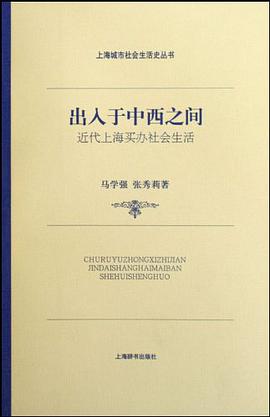 上海城市社会生活史丛书
出入于中西之间
近代上海买办社会生活
马学强 张秀莉著
CHURUYUZHONGXIZHIJIAN
JINDAISHANGHAIMAIBAN
SHEHUISHENGHUO
上海辞书出版社